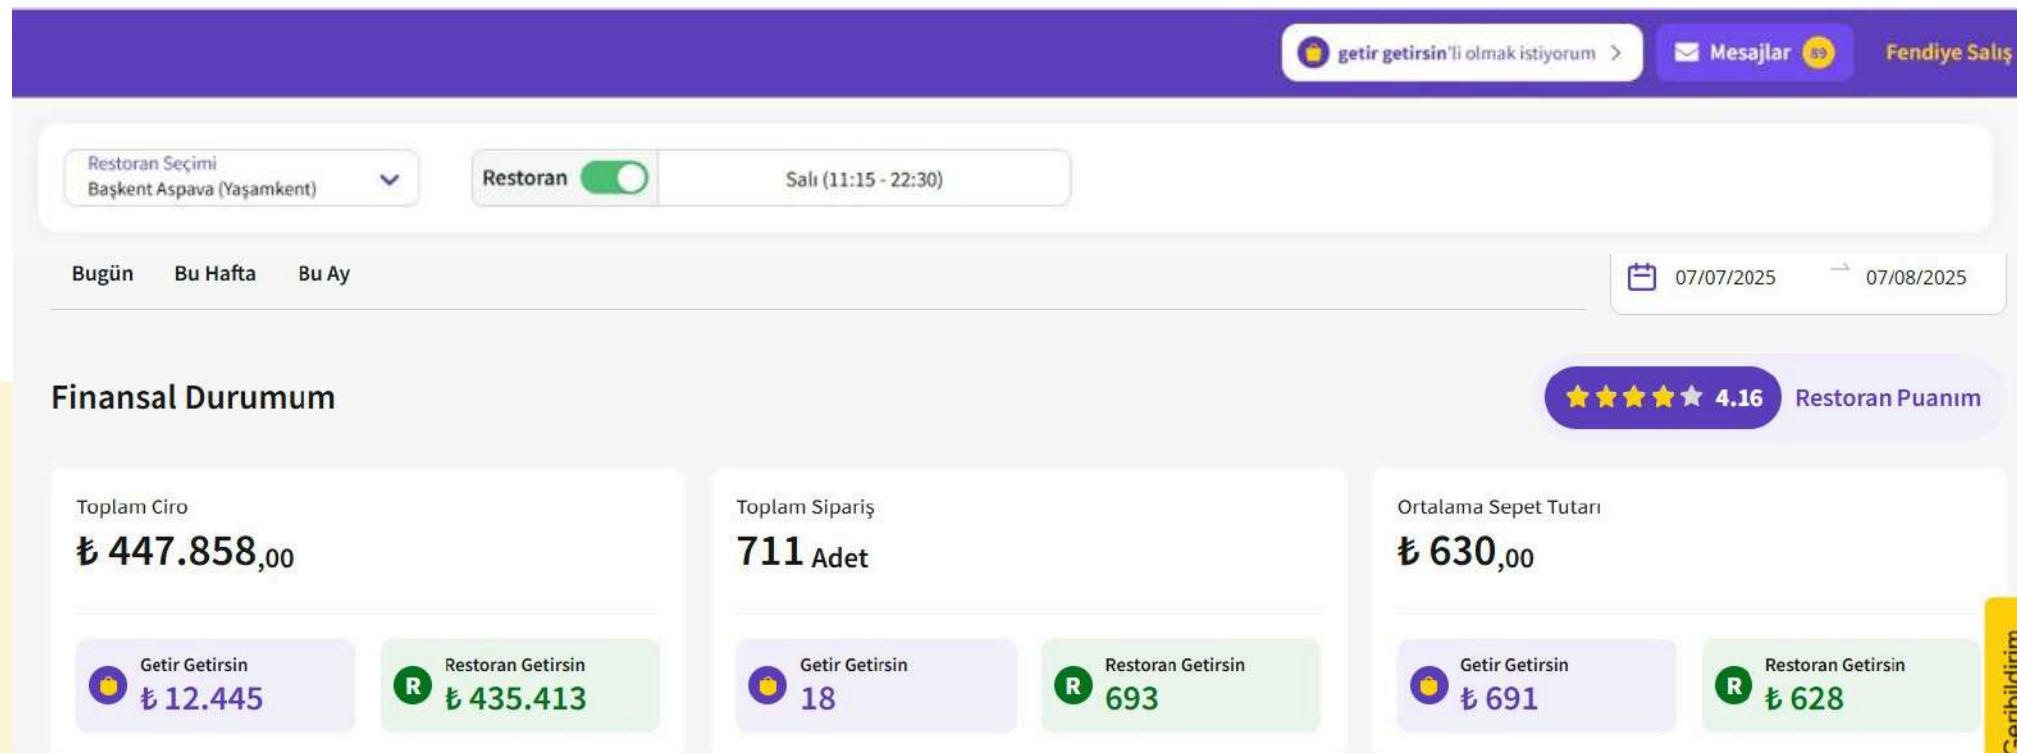 getir getirsin'li olmak istiyorum >
Mesajlar 89
Fendiye Salış
Restoran Seçimi
Başkent Aspava (Yaşamkent)
Restoran
Salı (11:15 - 22:30)
Bugün Bu Hafta Bu Ay
07/07/2025 → 07/08/2025
Finansal Durumum
4.16 Restoran Puanım
Toplam Ciro
₺ 447.858,00
Getir Getirsin
₺ 12.445
Restoran Getirsin
R ₺ 435.413
Toplam Sipariş
711 Adet
Getir Getirsin
18
Restoran Getirsin
R 693
Ortalama Sepet Tutarı
₺ 630,00
Getir Getirsin
₺ 691
Restoran Getirsin
R ₺ 628
Geribildirim